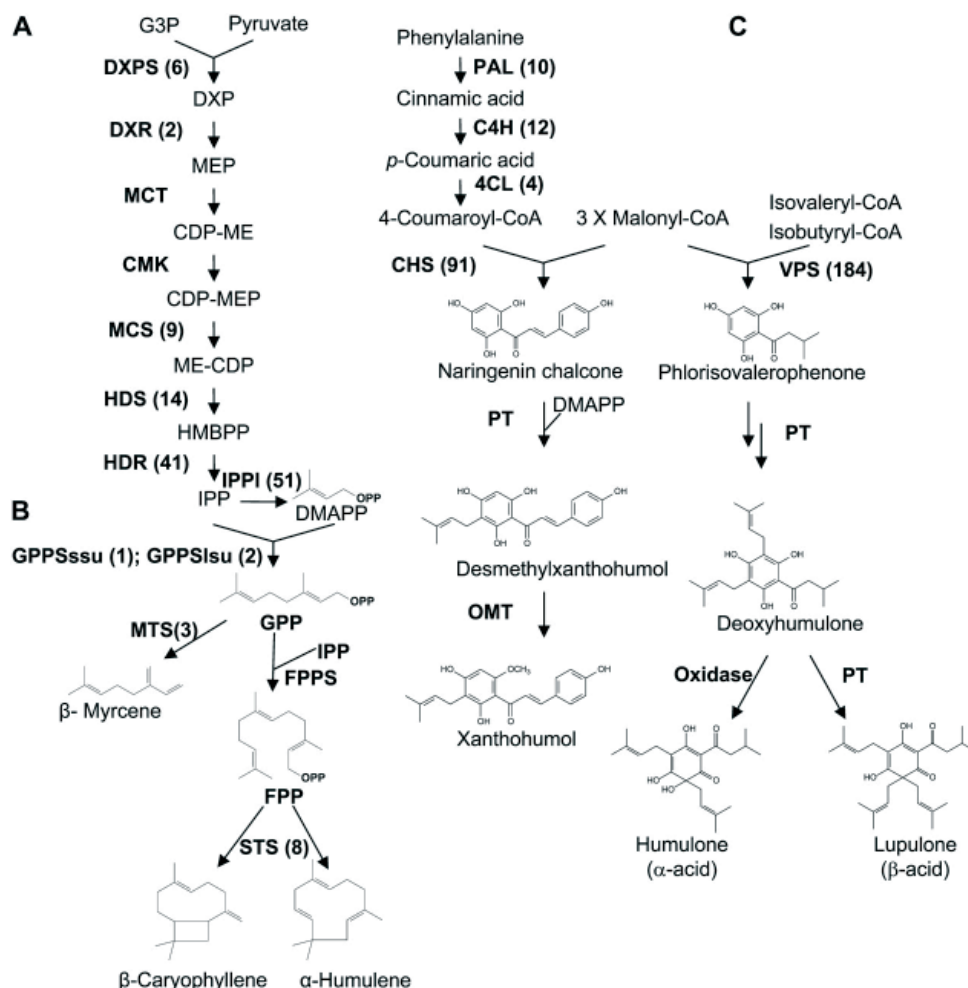 A
G3P
Pyruvate
DXPS (6)
DXP
DXR (2)
MEP
MCT
CDP-ME
CMK
CDP-MEP
MCS (9)
ME-CDP
HDS (14)
HMBPP
HDR (41)
IPP
IPPI (51)
OPP
DMAPP
B
GPPSssu (1); GPPSlsu (2)
OPP
GPP
MTS(3)
IPP
FPPS
β- Myrcene
OPP
FPP
STS (8)
β-Caryophyllene
α-Humulene
C
Phenylalanine
PAL (10)
Cinnamic acid
C4H (12)
p-Coumaric acid
4CL (4)
4-Coumaroyl-CoA
3 X Malonyl-CoA
Isovaleryl-CoA
Isobutyryl-CoA
CHS (91)
VPS (184)
HO
OH
OH
OH
O
Naringenin chalcone
HO
OH
OH
O
Phlorisovalerophenone
PT
DMAPP
PT
HO
OH
OH
OH
O
Desmethylxanthohumol
OMT
HO
OCH3
OH
OH
O
Xanthohumol
HO
OH
OH
O
Deoxyhumulone
Oxidase
PT
OH
O
HO
HO
O
Humulone
(α-acid)
OH
O
HO
O
Lupulone
(β-acid)